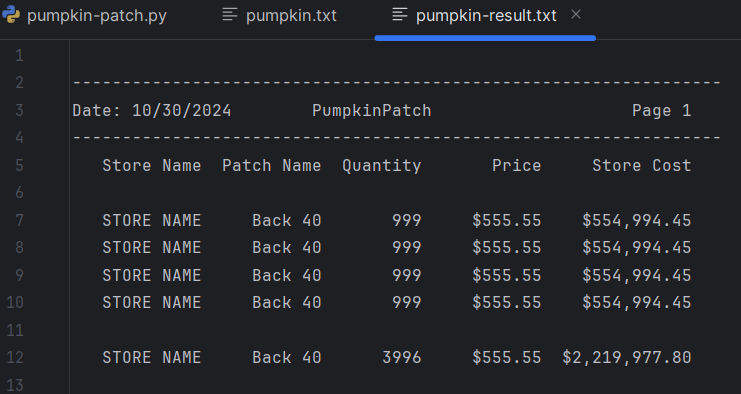 pumpkin-patch.py pumpkin.txt pumpkin-result.txt ×
1
2 -----------------------------------------------------------------
3 Date: 10/30/2024 PumpkinPatch Page 1
4 -----------------------------------------------------------------
5 Store Name Patch Name Quantity Price Store Cost
6
7 STORE NAME Back 40 999 $555.55 $554,994.45
8 STORE NAME Back 40 999 $555.55 $554,994.45
9 STORE NAME Back 40 999 $555.55 $554,994.45
10 STORE NAME Back 40 999 $555.55 $554,994.45
11
12 STORE NAME Back 40 3996 $555.55 $2,219,977.80
13